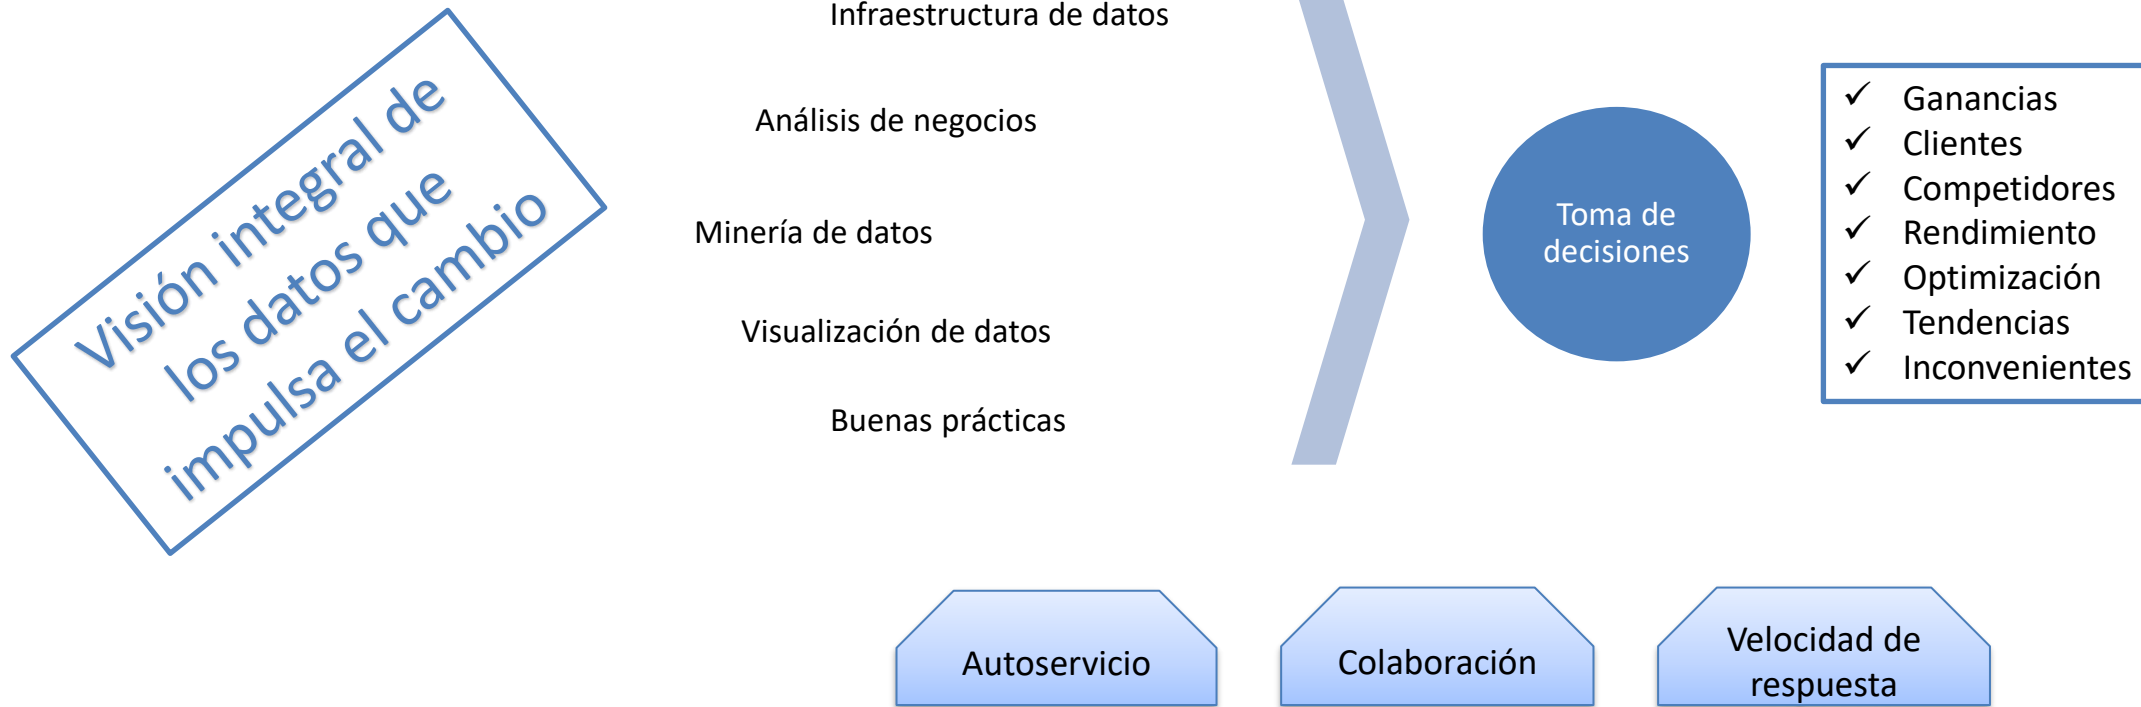 Visión integral de
los datos que
impulsa el cambio
Infraestructura de datos
Análisis de negocios
Minería de datos
Visualización de datos
Buenas prácticas
Toma de
decisiones
✓ Ganancias
✓ Clientes
✓ Competidores
✓ Rendimiento
✓ Optimización
✓ Tendencias
✓ Inconvenientes
Autoservicio
Colaboración
Velocidad de
respuesta